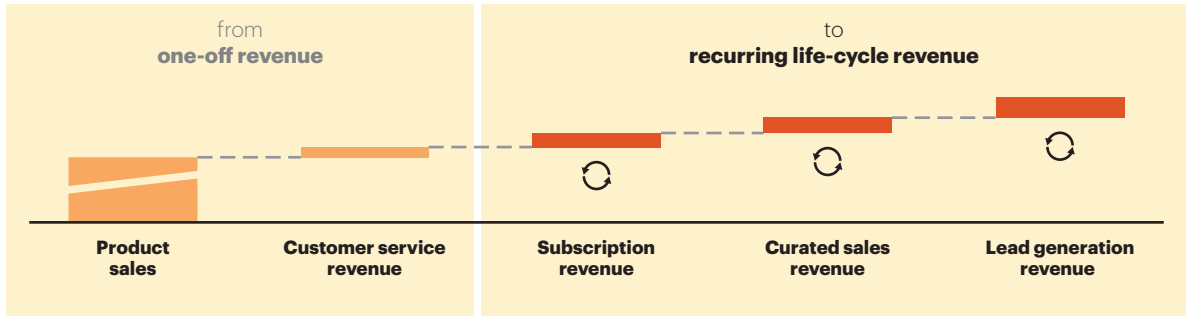 from
one-off revenue
to
recurring life-cycle revenue
Product
sales
Customer service
revenue
Subscription
revenue
Curated sales
revenue
Lead generation
revenue